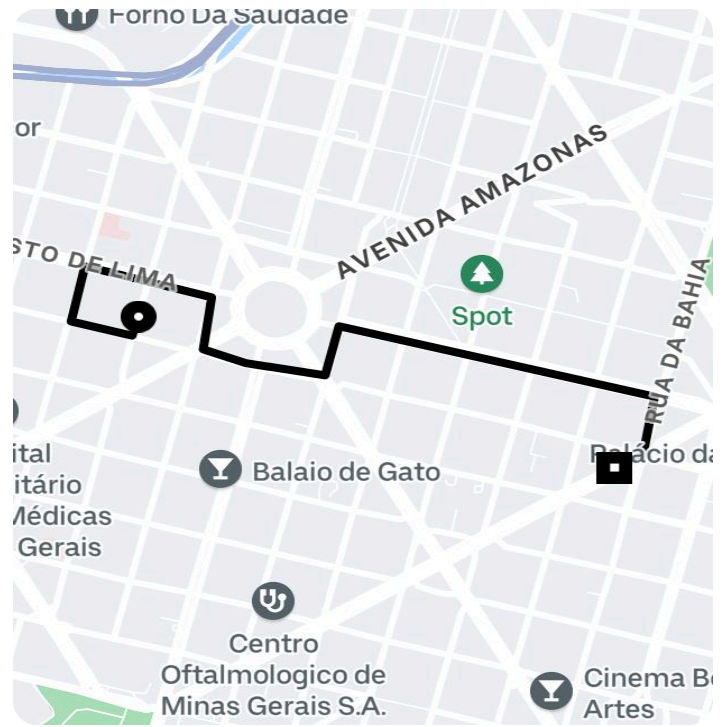 Forno Da Saudade
or
AVENIDA AMAZONAS
STO DE LIMA
Spot
RUA DA BAHIA
Palácio da
ital
itário
Médicas
Gerais
Balaio de Gato
Centro
Oftalmologico de
Minas Gerais S.A.
Cinema Be
Artes